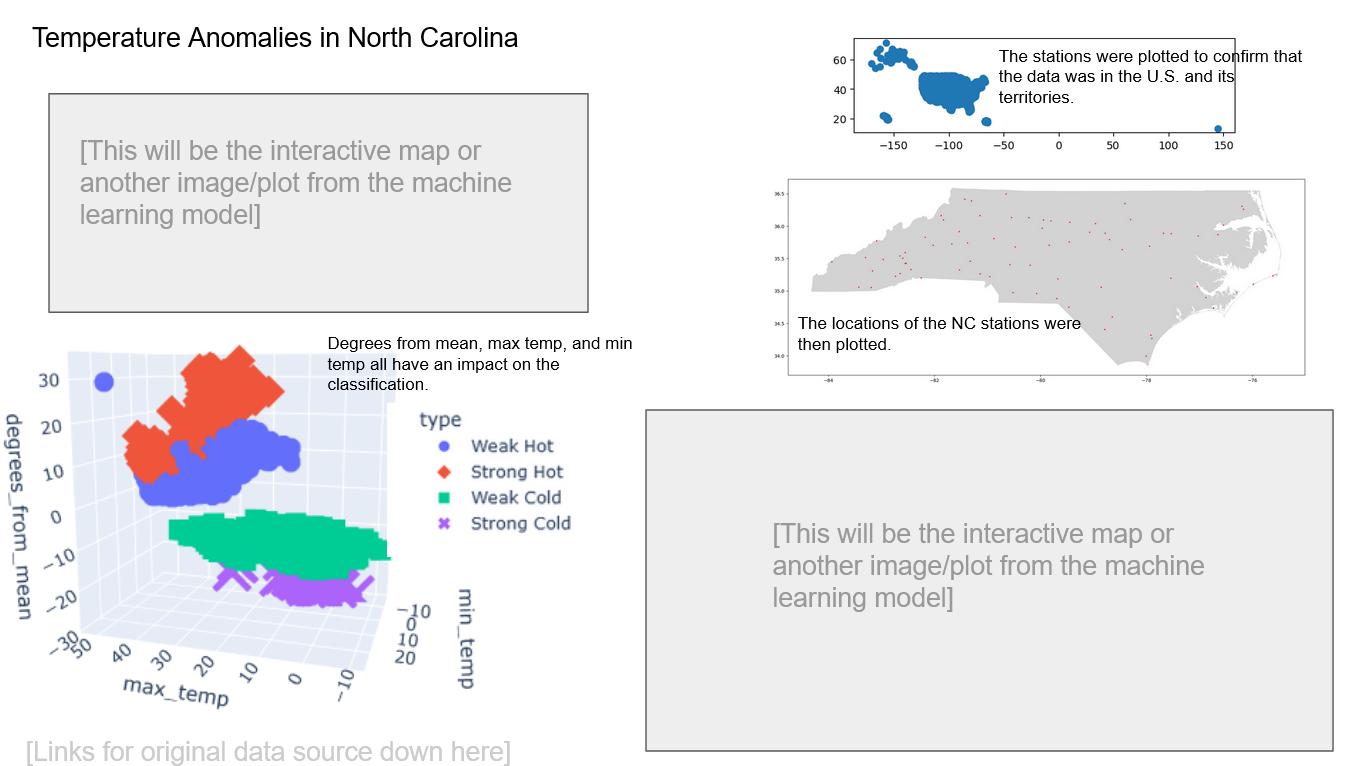 Temperature Anomalies in North Carolina
[This will be the interactive map or
another image/plot from the machine
learning model]
The stations were plotted to confirm that
the data was in the U.S. and its
territories.
60
40
20
−150
−100
−50
0
50
100
150
36.5
36.0
35.5
35.0
34.5
34.0
−84
−82
−80
−78
−76
The locations of the NC stations were
then plotted.
Degrees from mean, max temp, and min
temp all have an impact on the
classification.
type
Weak Hot
Strong Hot
Weak Cold
Strong Cold
degrees_from_mean
30
20
10
0
−10
−20
−30
50
40
30
20
10
0
−10
max_temp
−10
0
10
20
min_temp
[This will be the interactive map or
another image/plot from the machine
learning model]
[Links for original data source down here]